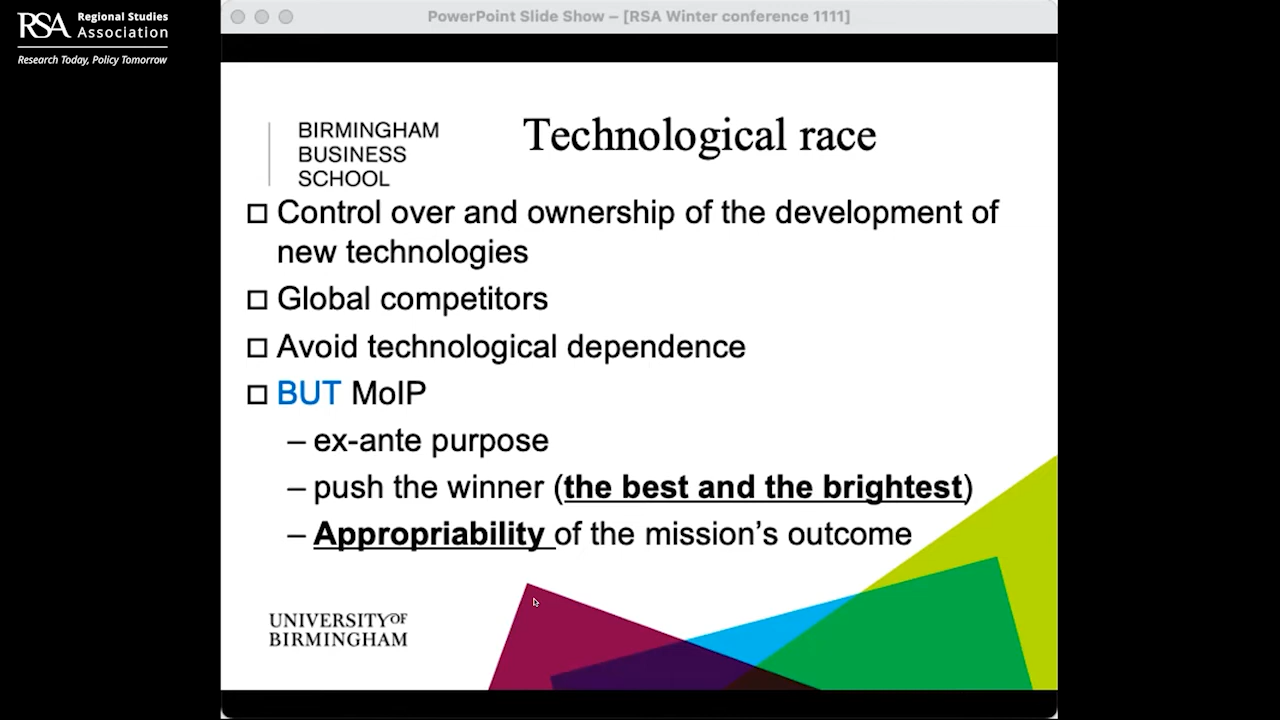 RSA Regional Studies Association
Research Today, Policy Tomorrow
PowerPoint Slide Show – [RSA Winter conference 1111]
BIRMINGHAM
BUSINESS
SCHOOL
Technological race
Control over and ownership of the development of
new technologies
Global competitors
Avoid technological dependence
BUT MoIP
– ex-ante purpose
– push the winner (the best and the brightest)
– Appropriability of the mission’s outcome
UNIVERSITY OF
BIRMINGHAM